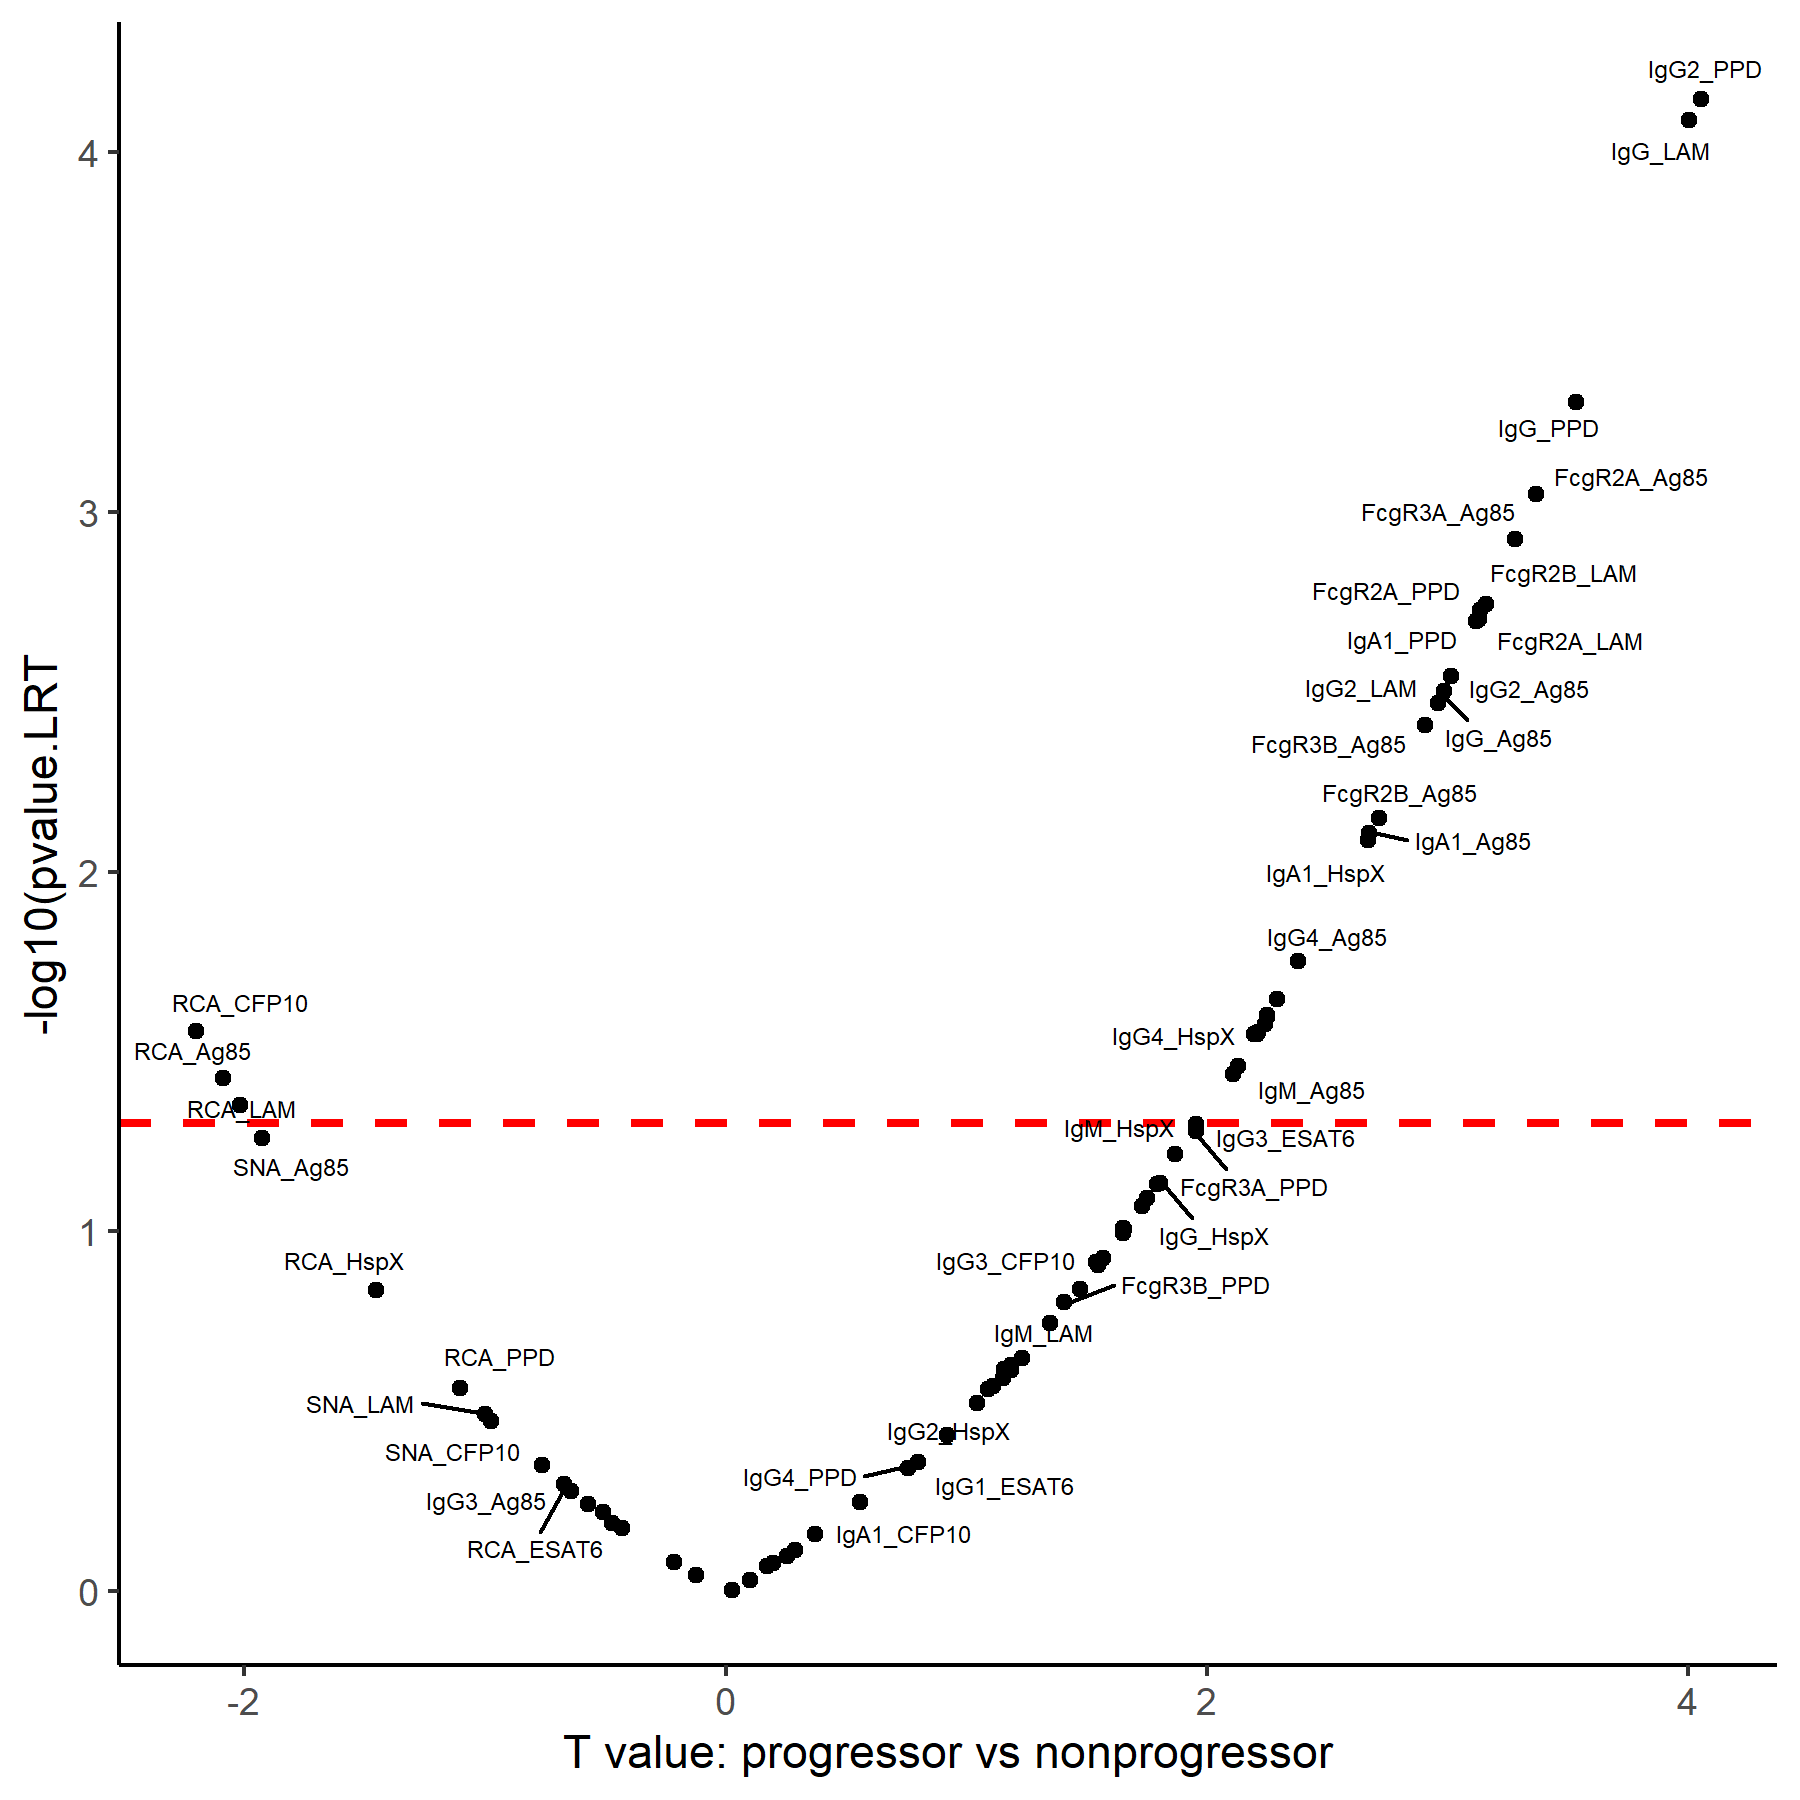 IgG2_PPD
4
IgG_LAM
IgG_PPD
FcgR2A_Ag85
3
FcgR3A_Ag85
FcgR2B_LAM
FcgR2A_PPD
IgA1_PPD
FcgR2A_LAM
IgG2_LAM
IgG2_Ag85
IgG_Ag85
FcgR3B_Ag85
FcgR2B_Ag85
IgA1_Ag85
2
IgA1_HspX
IgG4_Ag85
-log10(pvalue.LRT
RCA_CFP10
IgG4_HspX
RCA_Ag85
IgM_Ag85
RCA_LAM
IgM_HspX
IgG3_ESAT6
SNA_Ag85
FcgR3A_PPD
1
IgG_HspX
RCA_HspX
IgG3_CFP10
FcgR3B_PPD
IgM_LAM
RCA_PPD
SNA_LAM
IgG2_HspX
SNA_CFP10
IgG4_PPD
IgG1_ESAT6
IgG3_Ag85
IgA1_CFP10
RCA_ESAT6
0
-2 0 2 4
T value: progressor vs nonprogressor